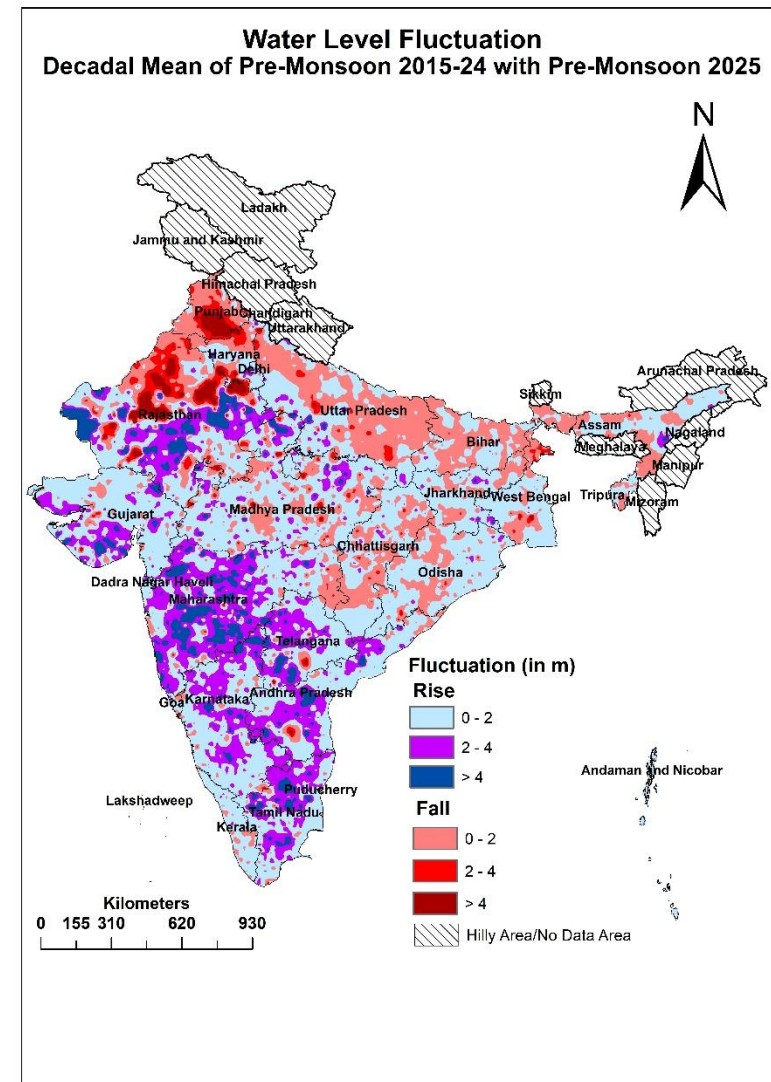 Water Level Fluctuation
Decadal Mean of Pre-Monsoon 2015-24 with Pre-Monsoon 2025
N
Ladakh
Jammu and Kashmir
Himachal Pradesh
Punjab
Chandigarh
Uttarakhand
Haryana
Delhi
Arunachal Pradesh
Sikkim
Rajasthan
Uttar Pradesh
Assam
Nagaland
Bihar
Meghalaya
Manipur
Jharkhand
West Bengal
Tripura
Mizoram
Gujarat
Madhya Pradesh
Chhattisgarh
Odisha
Dadra Nagar Haveli
Maharashtra
Telangana
Goa
Karnataka
Andhra Pradesh
Puducherry
Lakshadweep
Tamil Nadu
Kerala
Andaman and Nicobar
Fluctuation (in m)
Rise
0 - 2
2 - 4
>4
Fall
0 - 2
2 - 4
> 4
Hilly Area/No Data Area
Kilometers
0 155 310 620 930